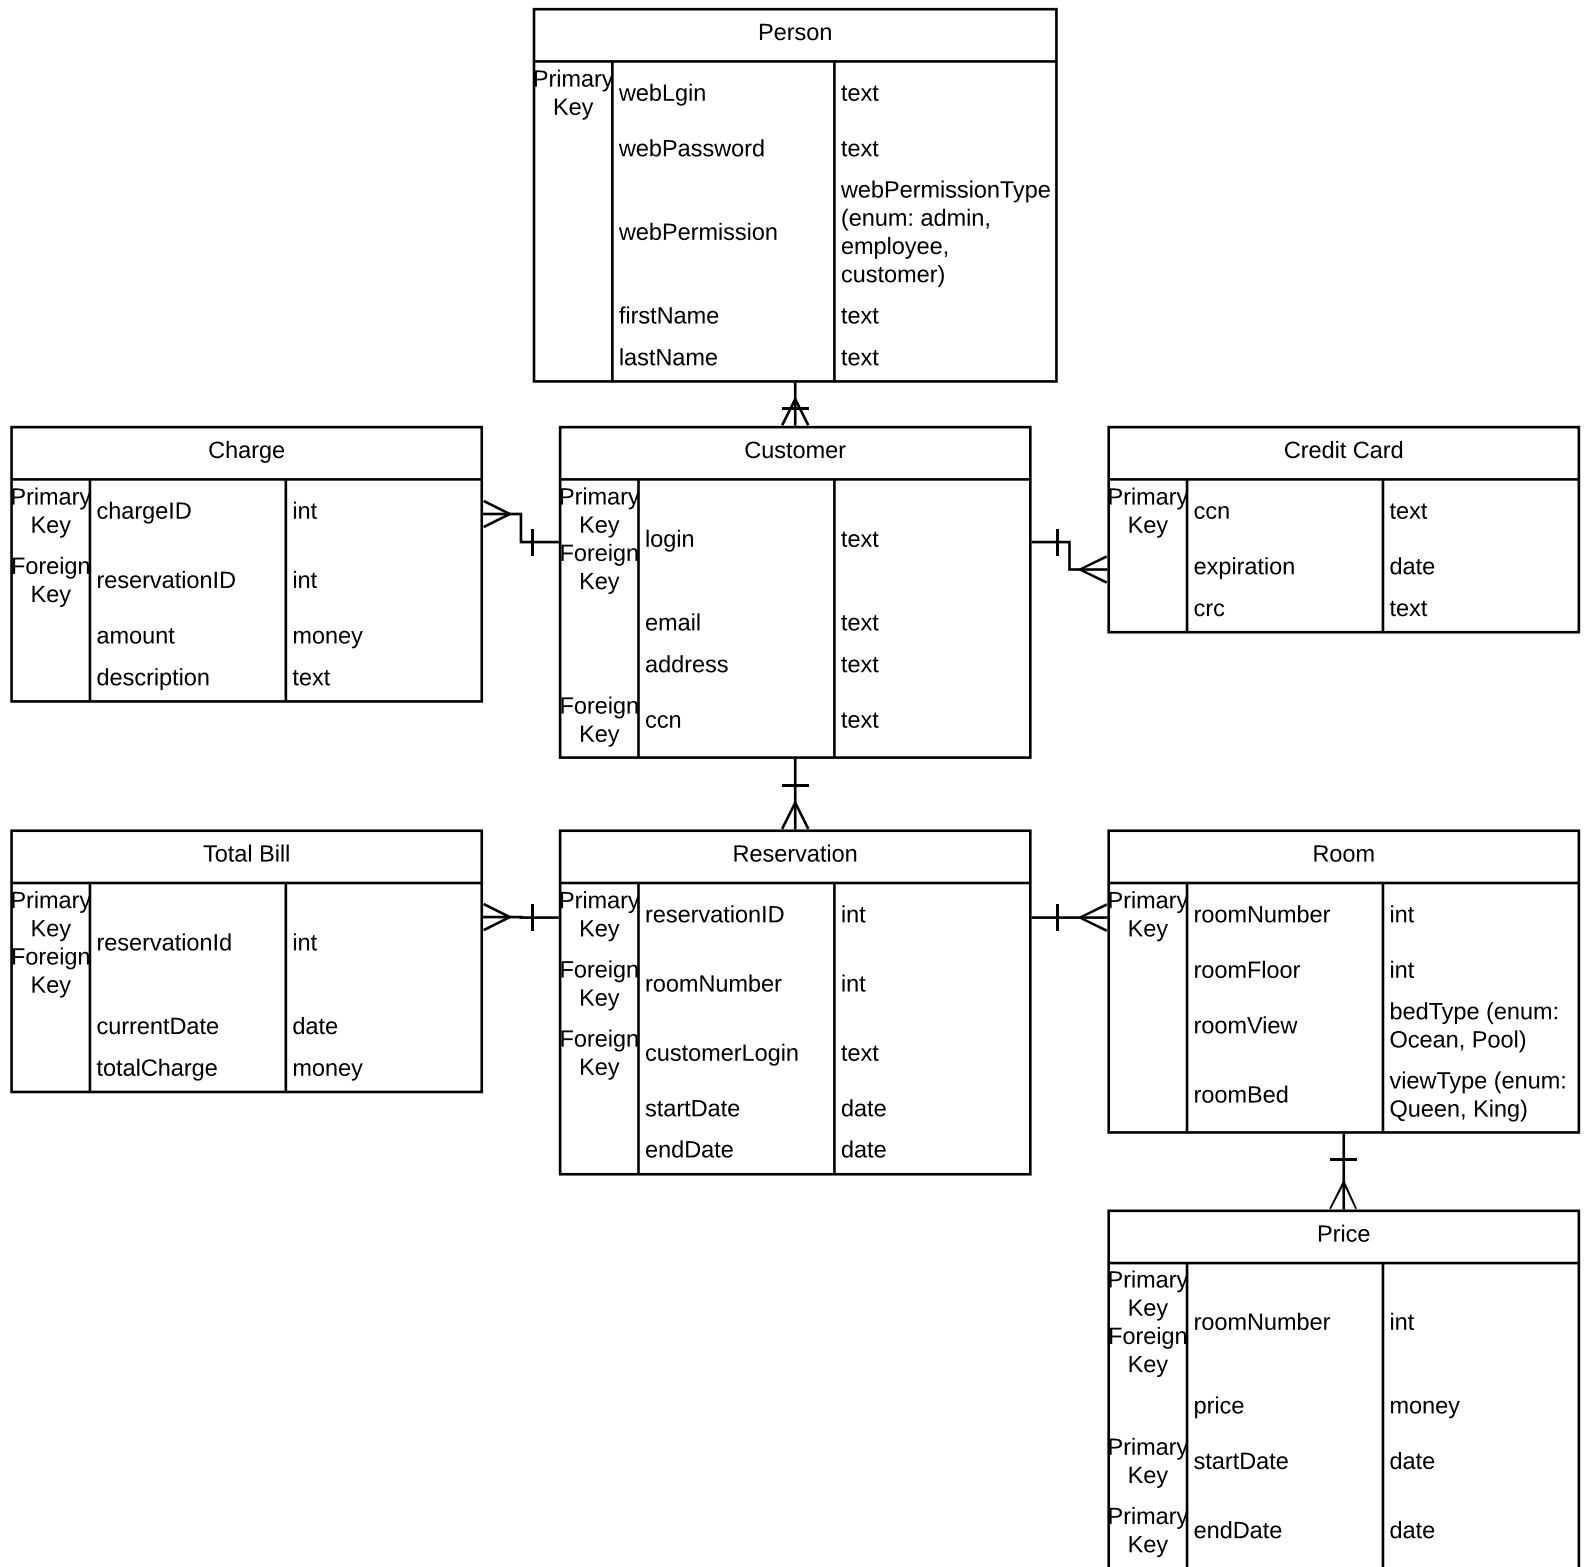 Person
Primary
Key
webLgin
text
webPassword
text
webPermission
webPermissionType
(enum: admin,
employee,
customer)
firstName
text
lastName
text
Charge
Primary
Key
chargeID
int
Foreign
Key
reservationID
int
amount
money
description
text
Customer
Primary
Key
Foreign
Key
login
text
email
text
address
text
Foreign
Key
ccn
text
Credit Card
Primary
Key
ccn
text
expiration
date
crc
text
Total Bill
Primary
Key
Foreign
Key
reservationId
int
currentDate
date
totalCharge
money
Reservation
Primary
Key
reservationID
int
Foreign
Key
roomNumber
int
Foreign
Key
customerLogin
text
startDate
date
endDate
date
Room
Primary
Key
roomNumber
int
roomFloor
int
roomView
bedType (enum:
Ocean, Pool)
roomBed
viewType (enum:
Queen, King)
Price
Primary
Key
Foreign
Key
roomNumber
int
price
money
Primary
Key
startDate
date
Primary
Key
endDate
date